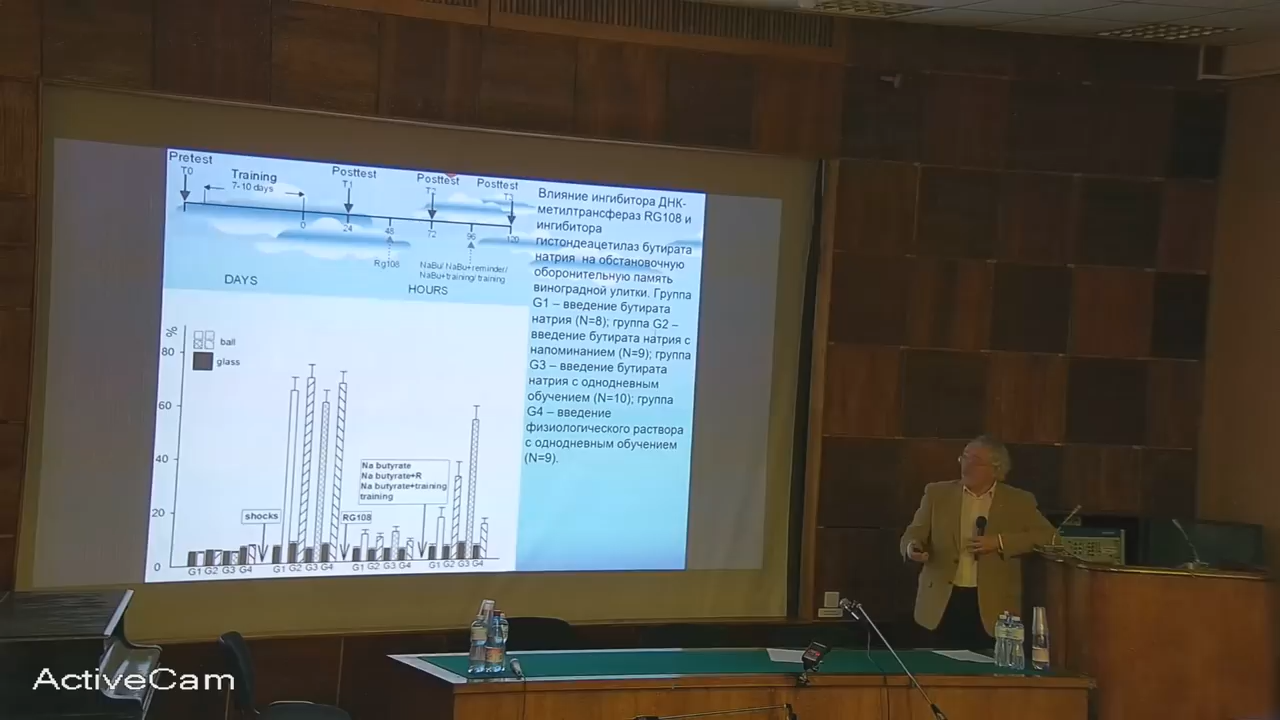 Pretest
T0
Training
7-10 days
Posttest
T1
Posttest
Posttest
0
24
48
72
96
120
Rg108
NaBu/ NaBu+reminder/
NaBu+training/ training
DAYS
HOURS
%
80
60
40
20
0
ball
glass
shocks
RG108
Na butyrate
Na butyrate+R
Na butyrate+training
training
G1 G2 G3 G4
G1 G2 G3 G4
G1 G2 G3 G4
G1 G2 G3 G4
Влияние ингибитора ДНК-
метилтрансфераз RG108 и
ингибитора
гистондеацетилаз бутирата
натрия на обстановочную
оборонительную память
виноградной улитки. Группа
G1 – введение бутирата
натрия (N=8); группа G2 –
введение бутирата натрия с
напоминанием (N=9); группа
G3 – введение бутирата
натрия с однодневным
обучением (N=10); группа
G4 – введение
физиологического раствора
с однодневным обучением
(N=9).
ActiveCam